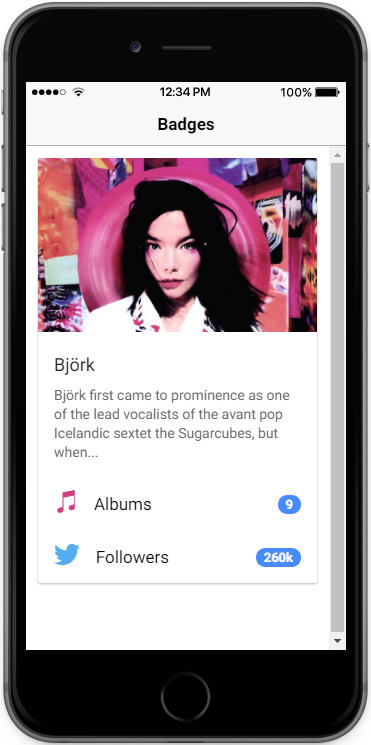 12:34 PM
100%
Badges
Björk
Björk first came to prominence as one
of the lead vocalists of the avant pop
Icelandic sextet the Sugarcubes, but
when...
Albums
9
Followers
260k